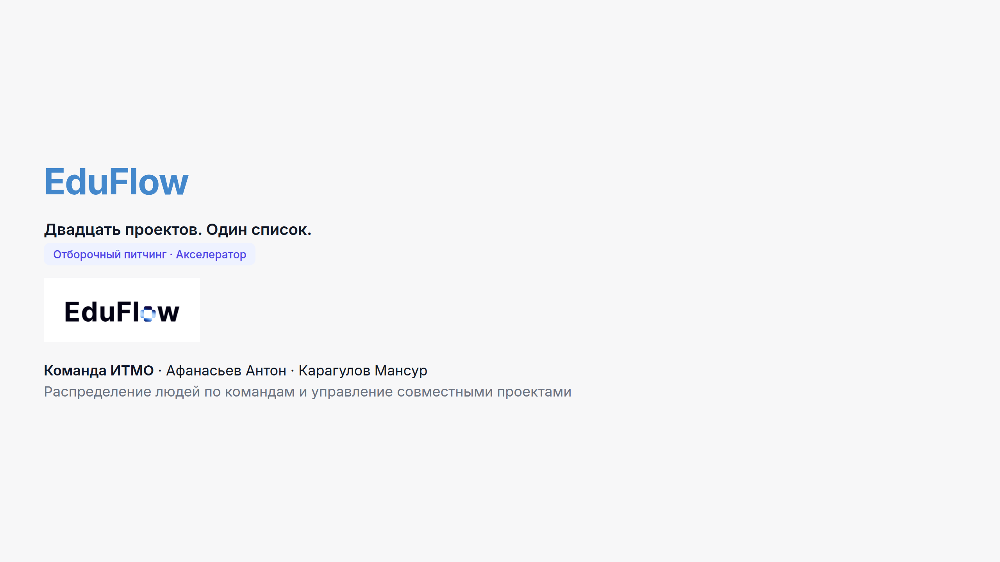 EduFlow
Двадцать проектов. Один список.
Отборочный питчинг · Акселератор
EduFlow
Команда ИТМО · Афанасьев Антон · Карагулов Мансур
Распределение людей по командам и управление совместными проектами